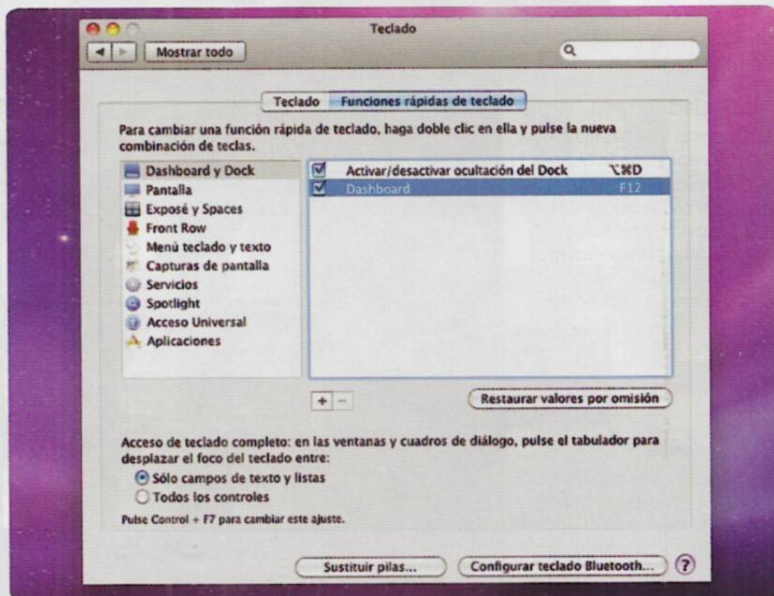 Teclado
Mostrar todo
Teclado Funciones rápidas de teclado
Para cambiar una función rápida de teclado, haga doble clic en ella y pulse la nueva
combinación de teclas.
Dashboard y Dock
Pantalla
Exposé y Spaces
Front Row
Menú teclado y texto
Capturas de pantalla
Servicios
Spotlight
Acceso Universal
Aplicaciones
Activar/desactivar ocultación del Dock ⌥⌘D
Dashboard F12
+ −
Restaurar valores por omisión
Acceso de teclado completo: en las ventanas y cuadros de diálogo, pulse el tabulador para
desplazar el foco del teclado entre:
Sólo campos de texto y listas
Todos los controles
Pulse Control + F7 para cambiar este ajuste.
Sustituir pilas... Configurar teclado Bluetooth... ?